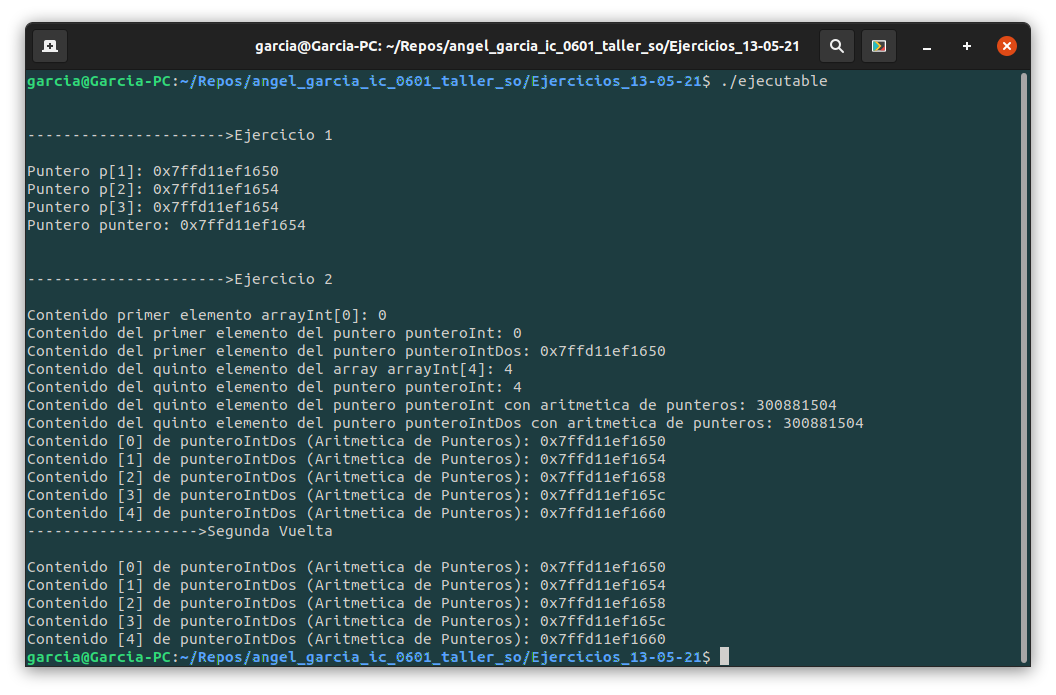 garcia@Garcia-PC: ~/Repos/angel_garcia_ic_0601_taller_so/Ejercicios_13-05-21
garcia@Garcia-PC:~/Repos/angel_garcia_ic_0601_taller_so/Ejercicios_13-05-21$ ./ejecutable
---------------------->Ejercicio 1
Puntero p[1]: 0x7ffd11ef1650
Puntero p[2]: 0x7ffd11ef1654
Puntero p[3]: 0x7ffd11ef1654
Puntero puntero: 0x7ffd11ef1654
---------------------->Ejercicio 2
Contenido primer elemento arrayInt[0]: 0
Contenido del primer elemento del puntero punteroInt: 0
Contenido del primer elemento del puntero punteroIntDos: 0x7ffd11ef1650
Contenido del quinto elemento del array arrayInt[4]: 4
Contenido del quinto elemento del puntero punteroInt: 4
Contenido del quinto elemento del puntero punteroInt con aritmetica de punteros: 300881504
Contenido del quinto elemento del puntero punteroIntDos con aritmetica de punteros: 300881504
Contenido [0] de punteroIntDos (Aritmetica de Punteros): 0x7ffd11ef1650
Contenido [1] de punteroIntDos (Aritmetica de Punteros): 0x7ffd11ef1654
Contenido [2] de punteroIntDos (Aritmetica de Punteros): 0x7ffd11ef1658
Contenido [3] de punteroIntDos (Aritmetica de Punteros): 0x7ffd11ef165c
Contenido [4] de punteroIntDos (Aritmetica de Punteros): 0x7ffd11ef1660
------------------->Segunda Vuelta
Contenido [0] de punteroIntDos (Aritmetica de Punteros): 0x7ffd11ef1650
Contenido [1] de punteroIntDos (Aritmetica de Punteros): 0x7ffd11ef1654
Contenido [2] de punteroIntDos (Aritmetica de Punteros): 0x7ffd11ef1658
Contenido [3] de punteroIntDos (Aritmetica de Punteros): 0x7ffd11ef165c
Contenido [4] de punteroIntDos (Aritmetica de Punteros): 0x7ffd11ef1660
garcia@Garcia-PC:~/Repos/angel_garcia_ic_0601_taller_so/Ejercicios_13-05-21$